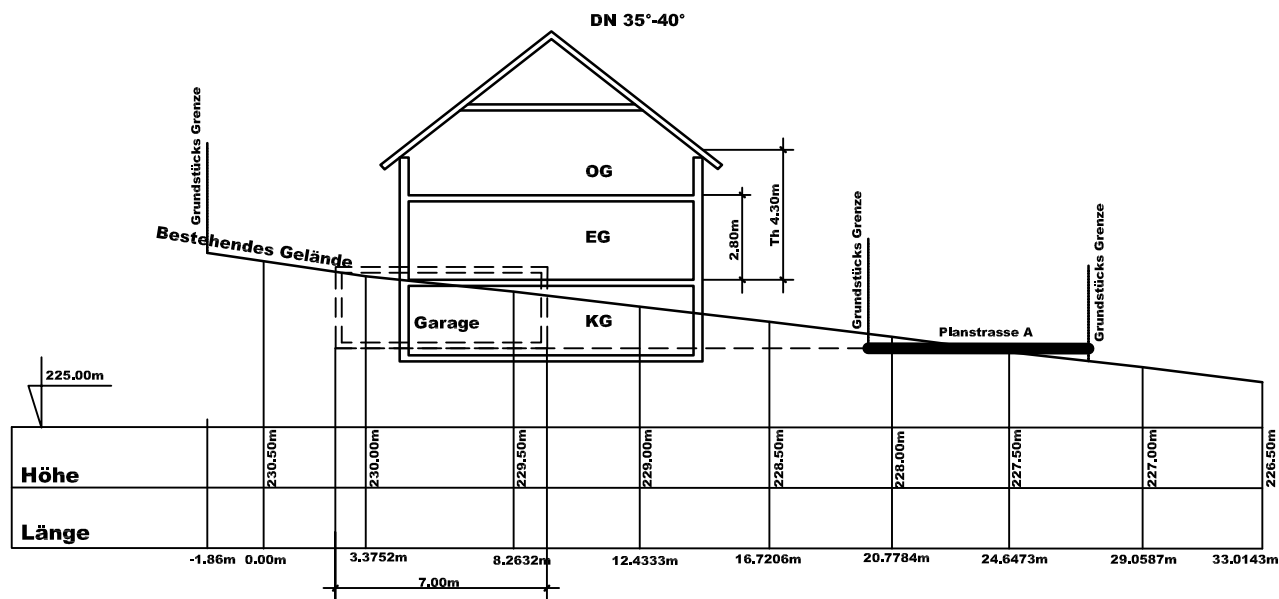 DN 35°-40°
Grundstücks Grenze
Bestehendes Gelände
OG
EG
KG
Garage
2.80m
Th 4.30m
Grundstücks Grenze
Planstrasse A
Grundstücks Grenze
225.00m
Höhe
230.50m
230.00m
229.50m
229.00m
228.50m
228.00m
227.50m
227.00m
226.50m
Länge
-1.86m
0.00m
3.3752m
8.2632m
12.4333m
16.7206m
20.7784m
24.6473m
29.0587m
33.0143m
7.00m